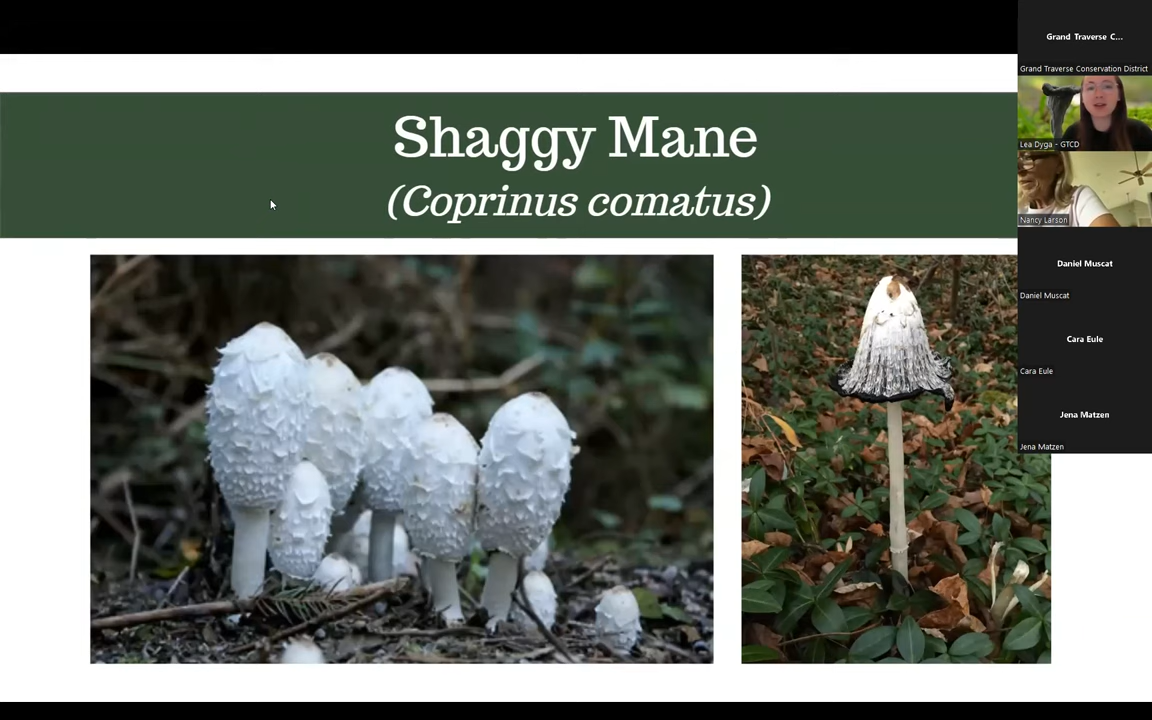 Shaggy Mane
(Coprinus comatus)
Grand Traverse C...
Grand Traverse Conservation District
Lea Dyga - GTCD
Nancy Larson
Daniel Muscat
Daniel Muscat
Cara Eule
Cara Eule
Jena Matzen
Jena Matzen